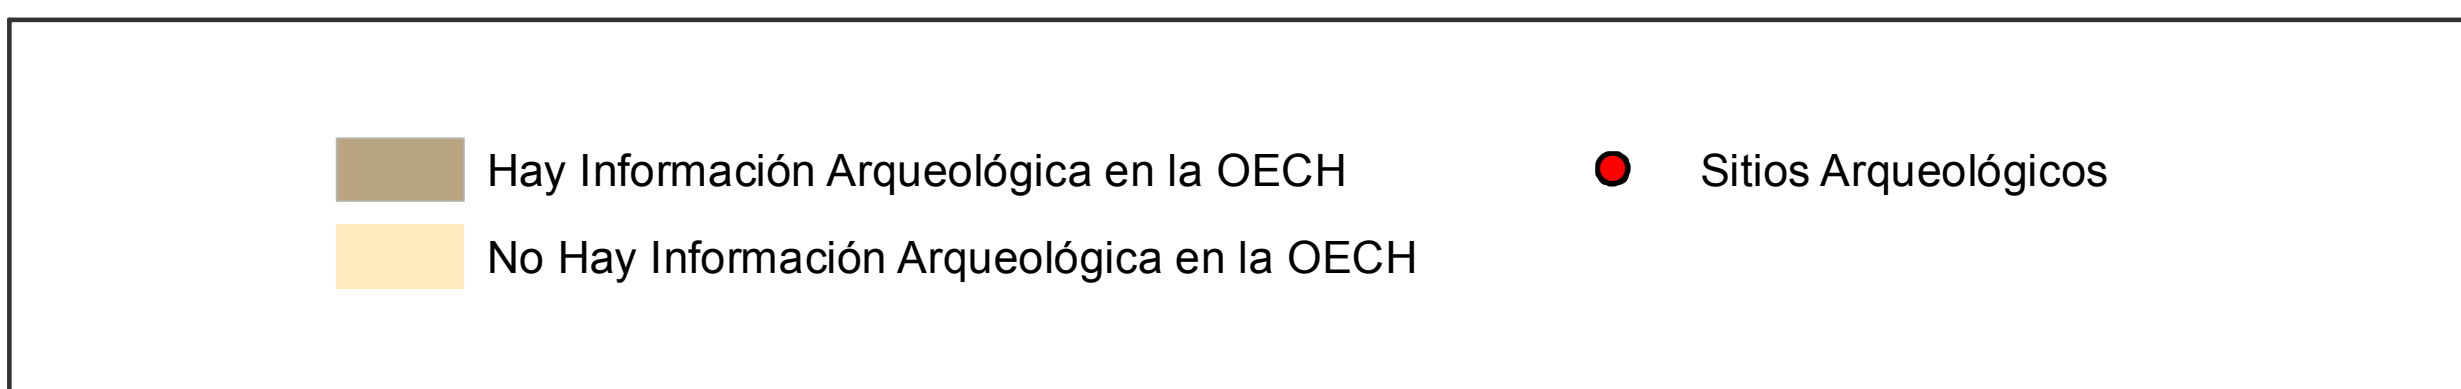 Hay Información Arqueológica en la OECH
Sitios Arqueológicos
No Hay Información Arqueológica en la OECH